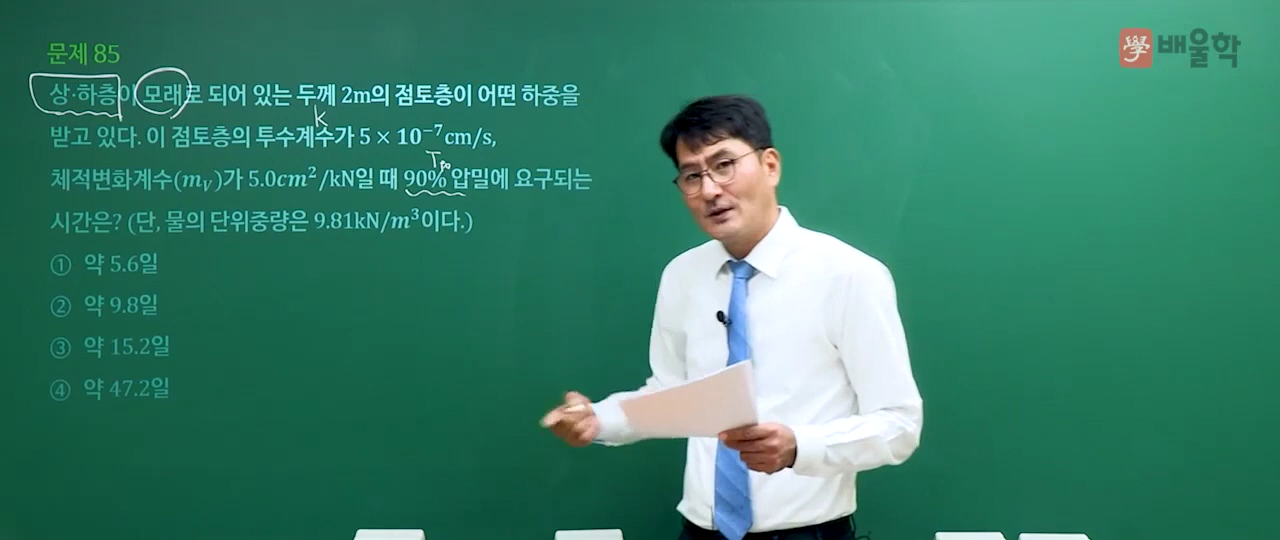 문제 85
學 배울학
상·하층이 모래로 되어 있는 두께 2m의 점토층이 어떤 하중을
K
받고 있다. 이 점토층의 투수계수가 5 × 10⁻⁷cm/s,
T₉₀
체적변화계수(m_V)가 5.0cm²/kN일 때 90% 압밀에 요구되는
시간은? (단, 물의 단위중량은 9.81kN/m³이다.)
① 약 5.6일
② 약 9.8일
③ 약 15.2일
④ 약 47.2일